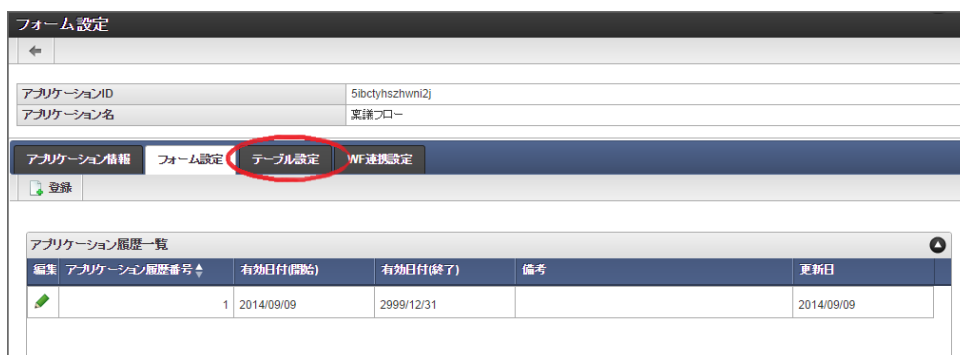 フォーム設定
アプリケーションID 5ibctyhszhwni2j
アプリケーション名 稟議フロー
アプリケーション情報 フォーム設定 テーブル設定 WF連携設定
登録
アプリケーション履歴一覧
編集 アプリケーション履歴番号 有効日付(開始) 有効日付(終了) 備考 更新日
1 2014/09/09 2999/12/31 2014/09/09